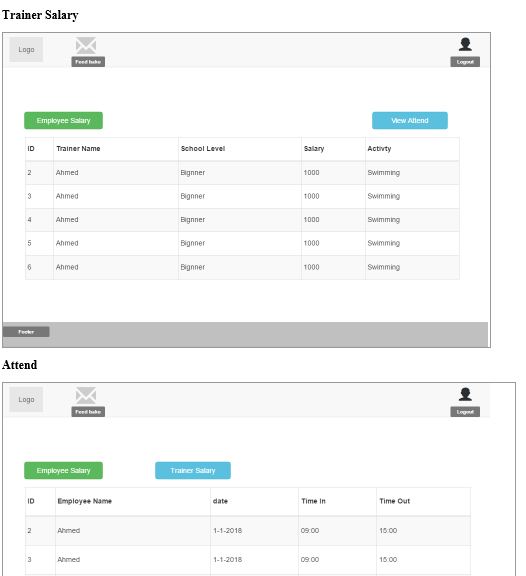 Trainer Salary
Logo
Feed bake
Logout
Employee Salary View Attend
ID Trainer Name School Level Salary Activty
2 Ahmed Bignner 1000 Swimming
3 Ahmed Bignner 1000 Swimming
4 Ahmed Bignner 1000 Swimming
5 Ahmed Bignner 1000 Swimming
6 Ahmed Bignner 1000 Swimming
Footer
Attend
Logo
Feed bake
Logout
Employee Salary Trainer Salary
ID Employee Name date Time In Time Out
2 Ahmed 1-1-2018 09:00 15:00
3 Ahmed 1-1-2018 09:00 15:00